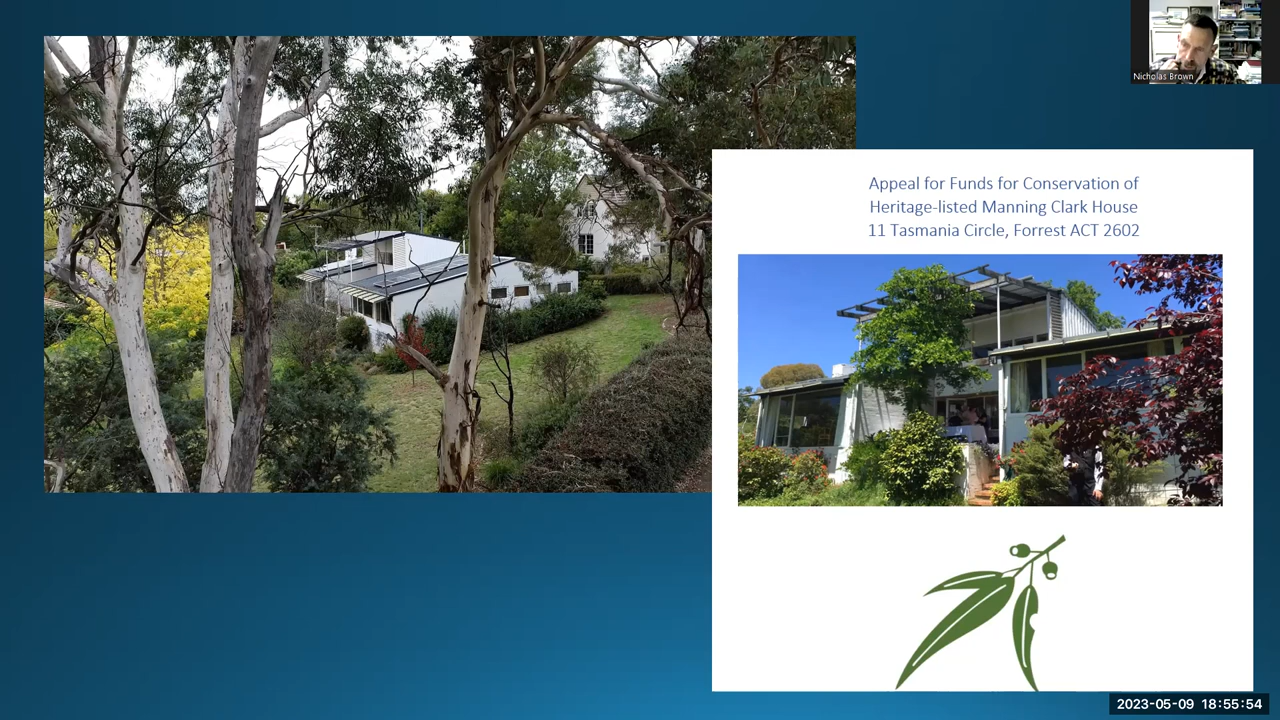 Nicholas Brown
Appeal for Funds for Conservation of
Heritage-listed Manning Clark House
11 Tasmania Circle, Forrest ACT 2602
2023-05-09 18:55:54